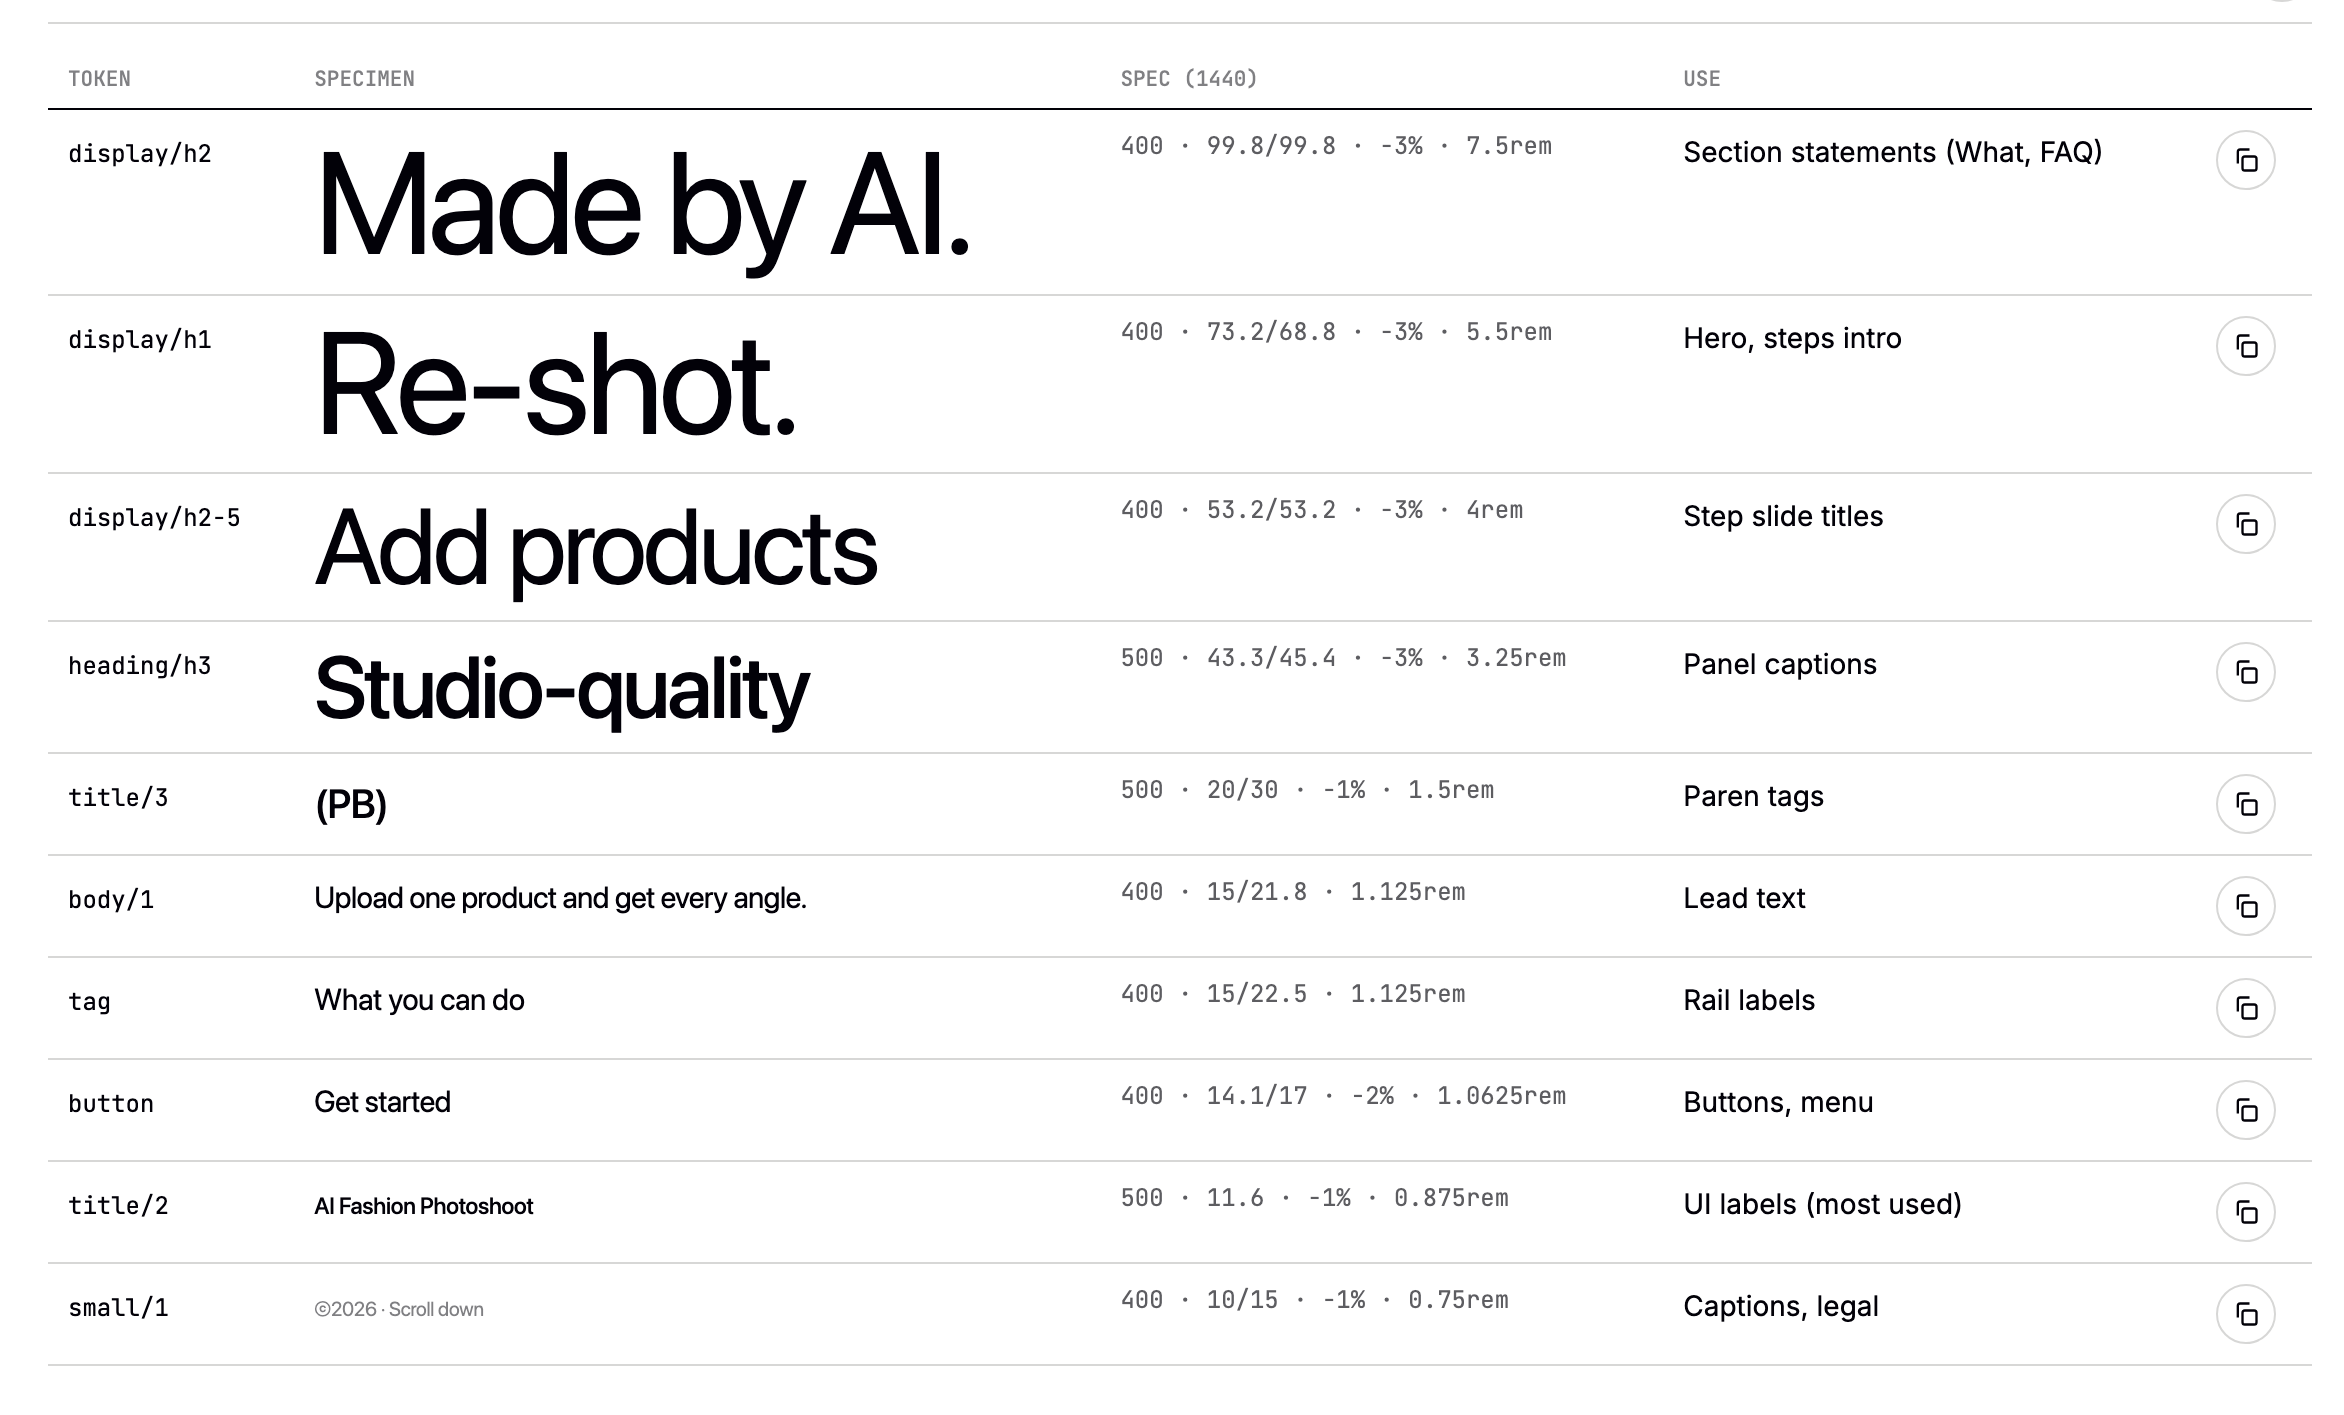 TOKEN SPECIMEN SPEC (1440) USE
display/h2 Made by AI. 400 · 99.8/99.8 · -3% · 7.5rem Section statements (What, FAQ)
display/h1 Re-shot. 400 · 73.2/68.8 · -3% · 5.5rem Hero, steps intro
display/h2-5 Add products 400 · 53.2/53.2 · -3% · 4rem Step slide titles
heading/h3 Studio-quality 500 · 43.3/45.4 · -3% · 3.25rem Panel captions
title/3 (PB) 500 · 20/30 · -1% · 1.5rem Paren tags
body/1 Upload one product and get every angle. 400 · 15/21.8 · 1.125rem Lead text
tag What you can do 400 · 15/22.5 · 1.125rem Rail labels
button Get started 400 · 14.1/17 · -2% · 1.0625rem Buttons, menu
title/2 AI Fashion Photoshoot 500 · 11.6 · -1% · 0.875rem UI labels (most used)
small/1 ©2026 · Scroll down 400 · 10/15 · -1% · 0.75rem Captions, legal